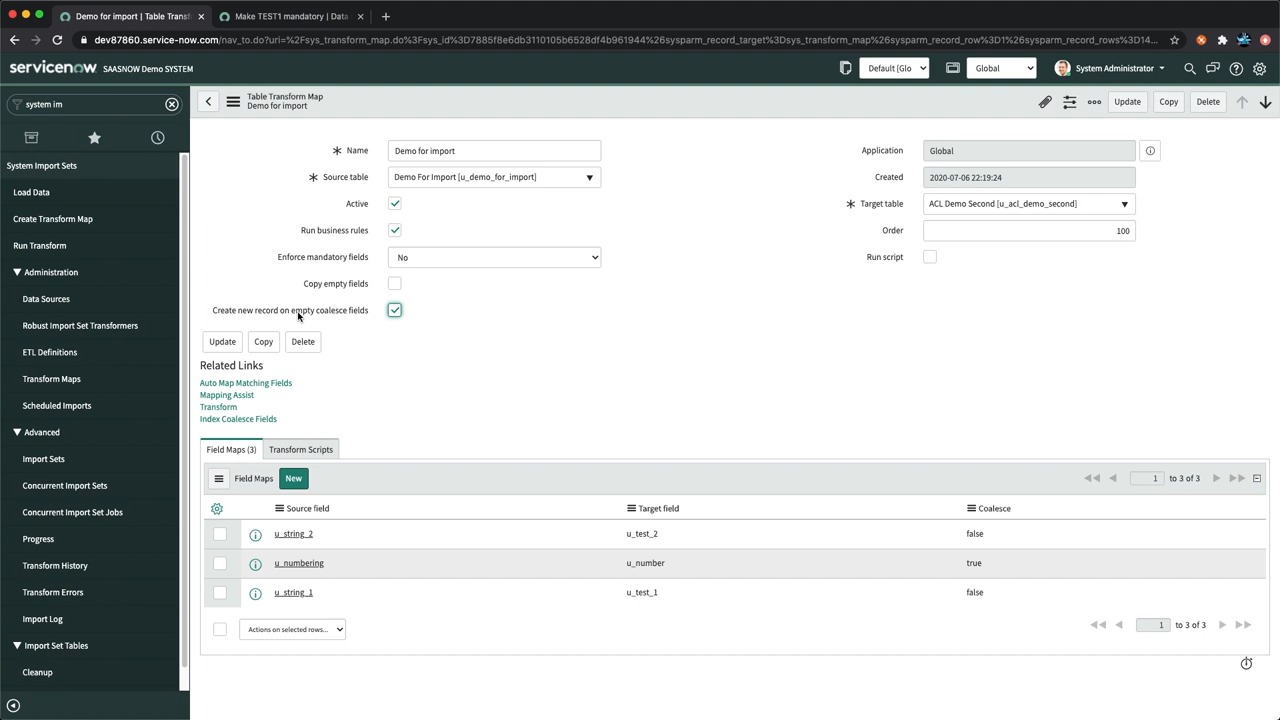 Demo for import | Table Trans
Make TEST1 mandatory | Data
dev87860.service-now.com/nav_to.do?uri=%2Fsys_transform_map.do%3Fsys_id%3D7885f8e6db3110105b6528df4b961944%26sysparm_record_target%3Dsys_transform_map%26sysparm_record_row%3D1%26sysparm_record_rows%3D14...
servicenow
SAASNOW Demo SYSTEM
Default [Glo
Global
System Administrator
system im
Table Transform Map
Demo for import
Update
Copy
Delete
System Import Sets
Load Data
Create Transform Map
Run Transform
Administration
Data Sources
Robust Import Set Transformers
ETL Definitions
Transform Maps
Scheduled Imports
Advanced
Import Sets
Concurrent Import Sets
Concurrent Import Set Jobs
Progress
Transform History
Transform Errors
Import Log
Import Set Tables
Cleanup
Name
Demo for import
Source table
Demo For Import [u_demo_for_import]
Active
Run business rules
Enforce mandatory fields
No
Copy empty fields
Create new record on empty coalesce fields
Application
Global
Created
2020-07-06 22:19:24
Target table
ACL Demo Second [u_acl_demo_second]
Order
100
Run script
Update
Copy
Delete
Related Links
Auto Map Matching Fields
Mapping Assist
Transform
Index Coalesce Fields
Field Maps (3)
Transform Scripts
Field Maps
New
1 to 3 of 3
Source field
Target field
Coalesce
u_string_2
u_test_2
false
u_numbering
u_number
true
u_string_1
u_test_1
false
Actions on selected rows...
1 to 3 of 3